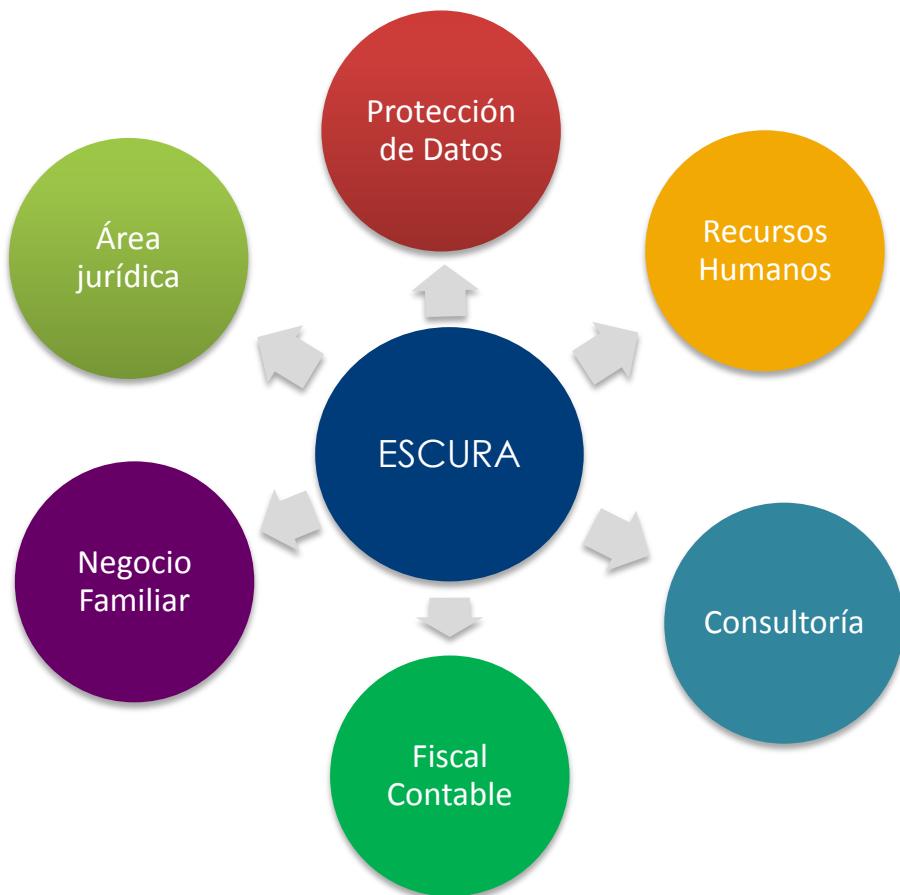 Protección
de Datos
Área
jurídica
Recursos
Humanos
ESCURA
Negocio
Familiar
Consultoría
Fiscal
Contable